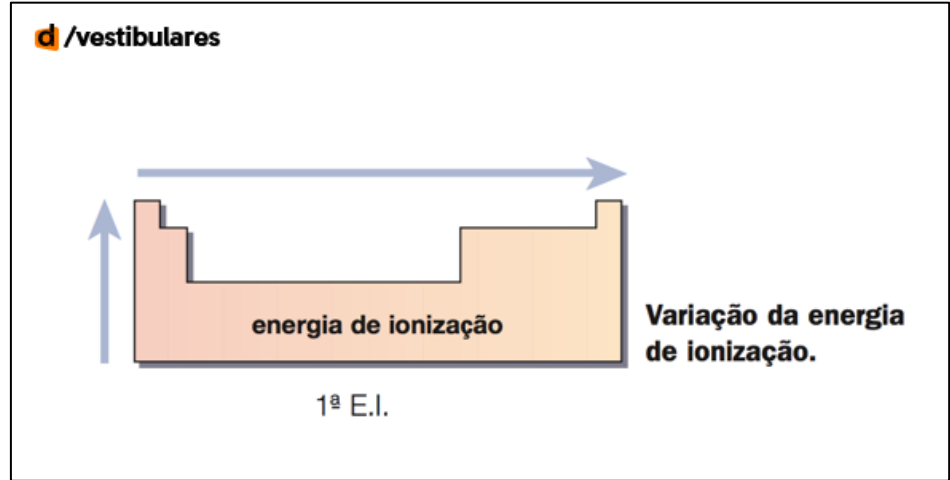 d/vestibulares
energia de ionização
Variação da energia
de ionização.
1ª E.I.